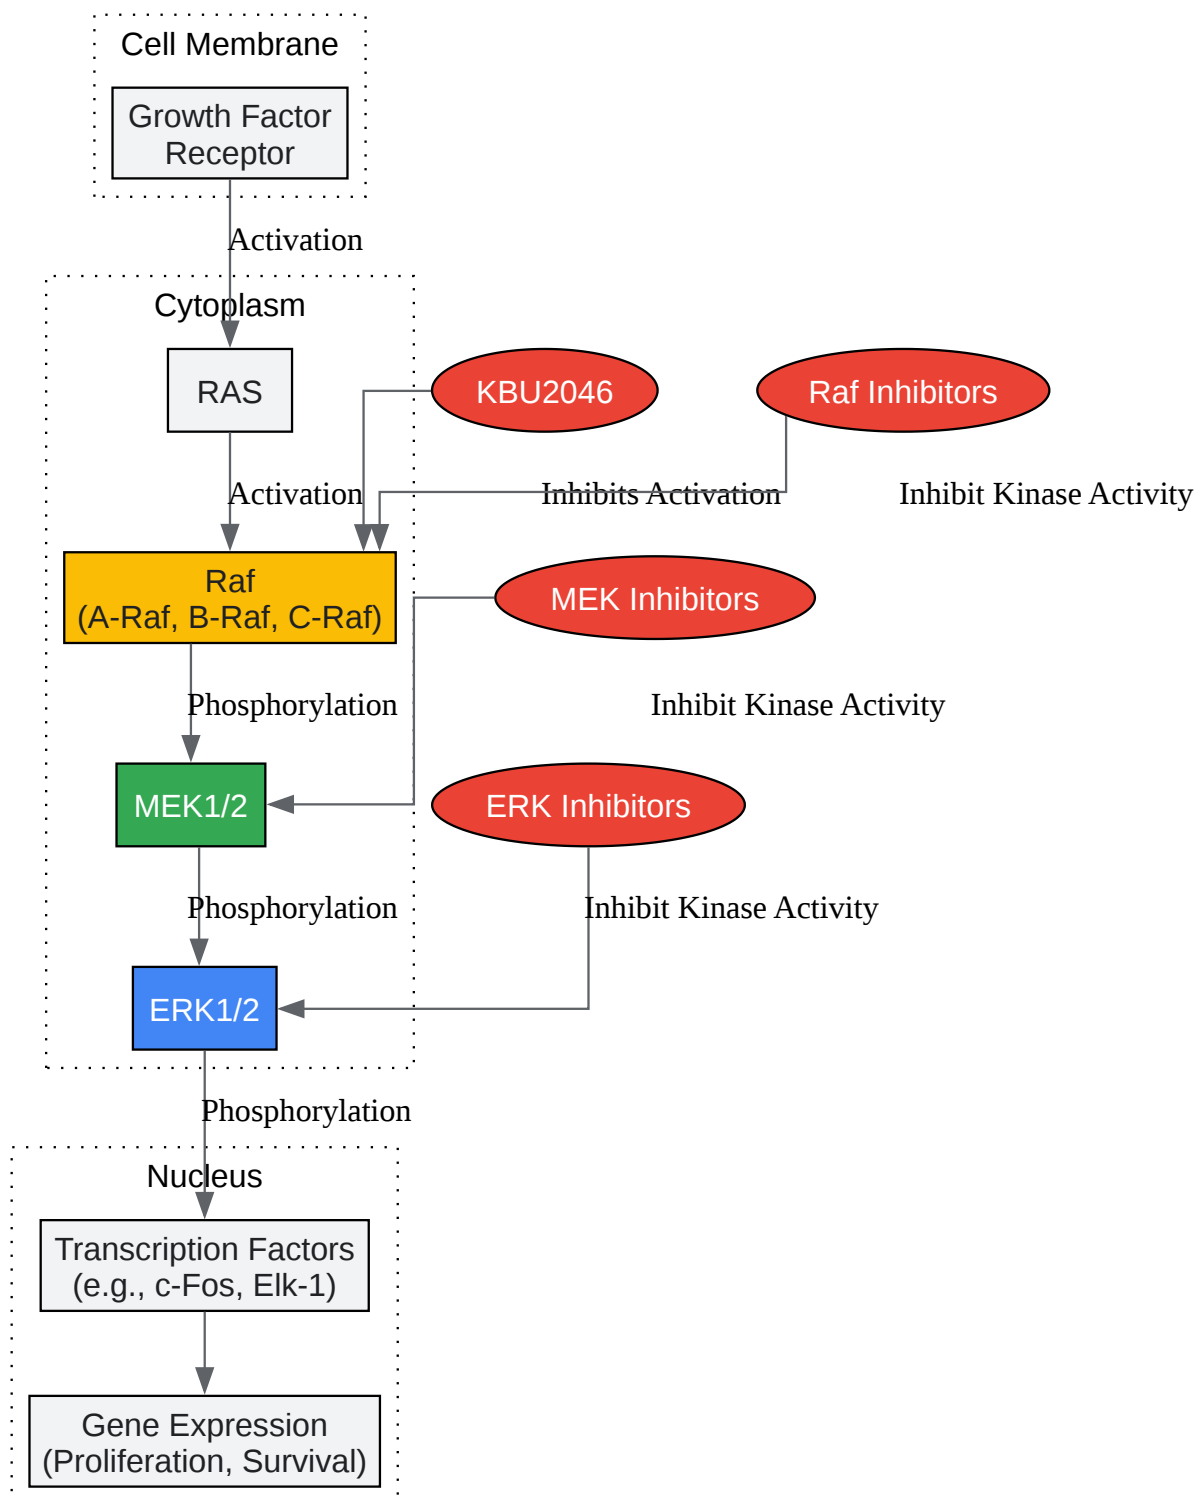 Cell Membrane
Growth Factor
Receptor
Activation
Cytoplasm
RAS
KBU2046
Raf Inhibitors
Activation
Inhibits Activation
Inhibit Kinase Activity
Raf
(A-Raf, B-Raf, C-Raf)
MEK Inhibitors
Phosphorylation
Inhibit Kinase Activity
MEK1/2
ERK Inhibitors
Phosphorylation
Inhibit Kinase Activity
ERK1/2
Phosphorylation
Nucleus
Transcription Factors
(e.g., c-Fos, Elk-1)
Gene Expression
(Proliferation, Survival)